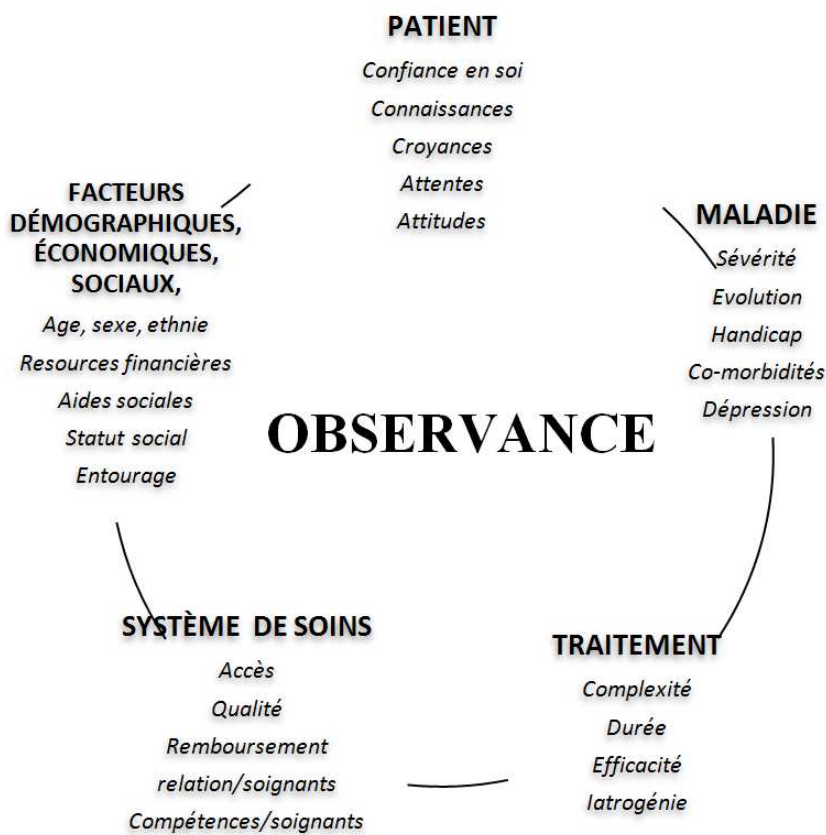 PATIENT
Confiance en soi
Connaissances
Croyances
Attentes
Attitudes
MALADIE
Sévérité
Evolution
Handicap
Co-morbidités
Dépression
TRAITEMENT
Complexité
Durée
Efficacité
Iatrogénie
SYSTÈME DE SOINS
Accès
Qualité
Remboursement
relation/soignants
Compétences/soignants
FACTEURS
DÉMOGRAPHIQUES,
ÉCONOMIQUES,
SOCIAUX,
Age, sexe, ethnie
Resources financières
Aides sociales
Statut social
Entourage
OBSERVANCE